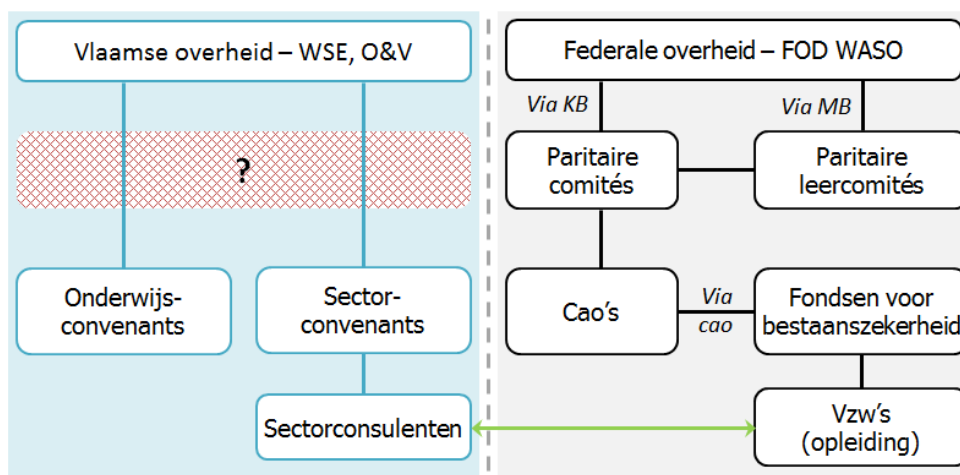 Vlaamse overheid – WSE, O&V
?
Onderwijs-
convenants
Sector-
convenants
Sectorconsulenten
Federale overheid – FOD WASO
Via KB
Via MB
Paritaire
comités
Paritaire
leercomités
Cao's
Via
cao
Fondsen voor
bestaanszekerheid
Vzw's
(opleiding)